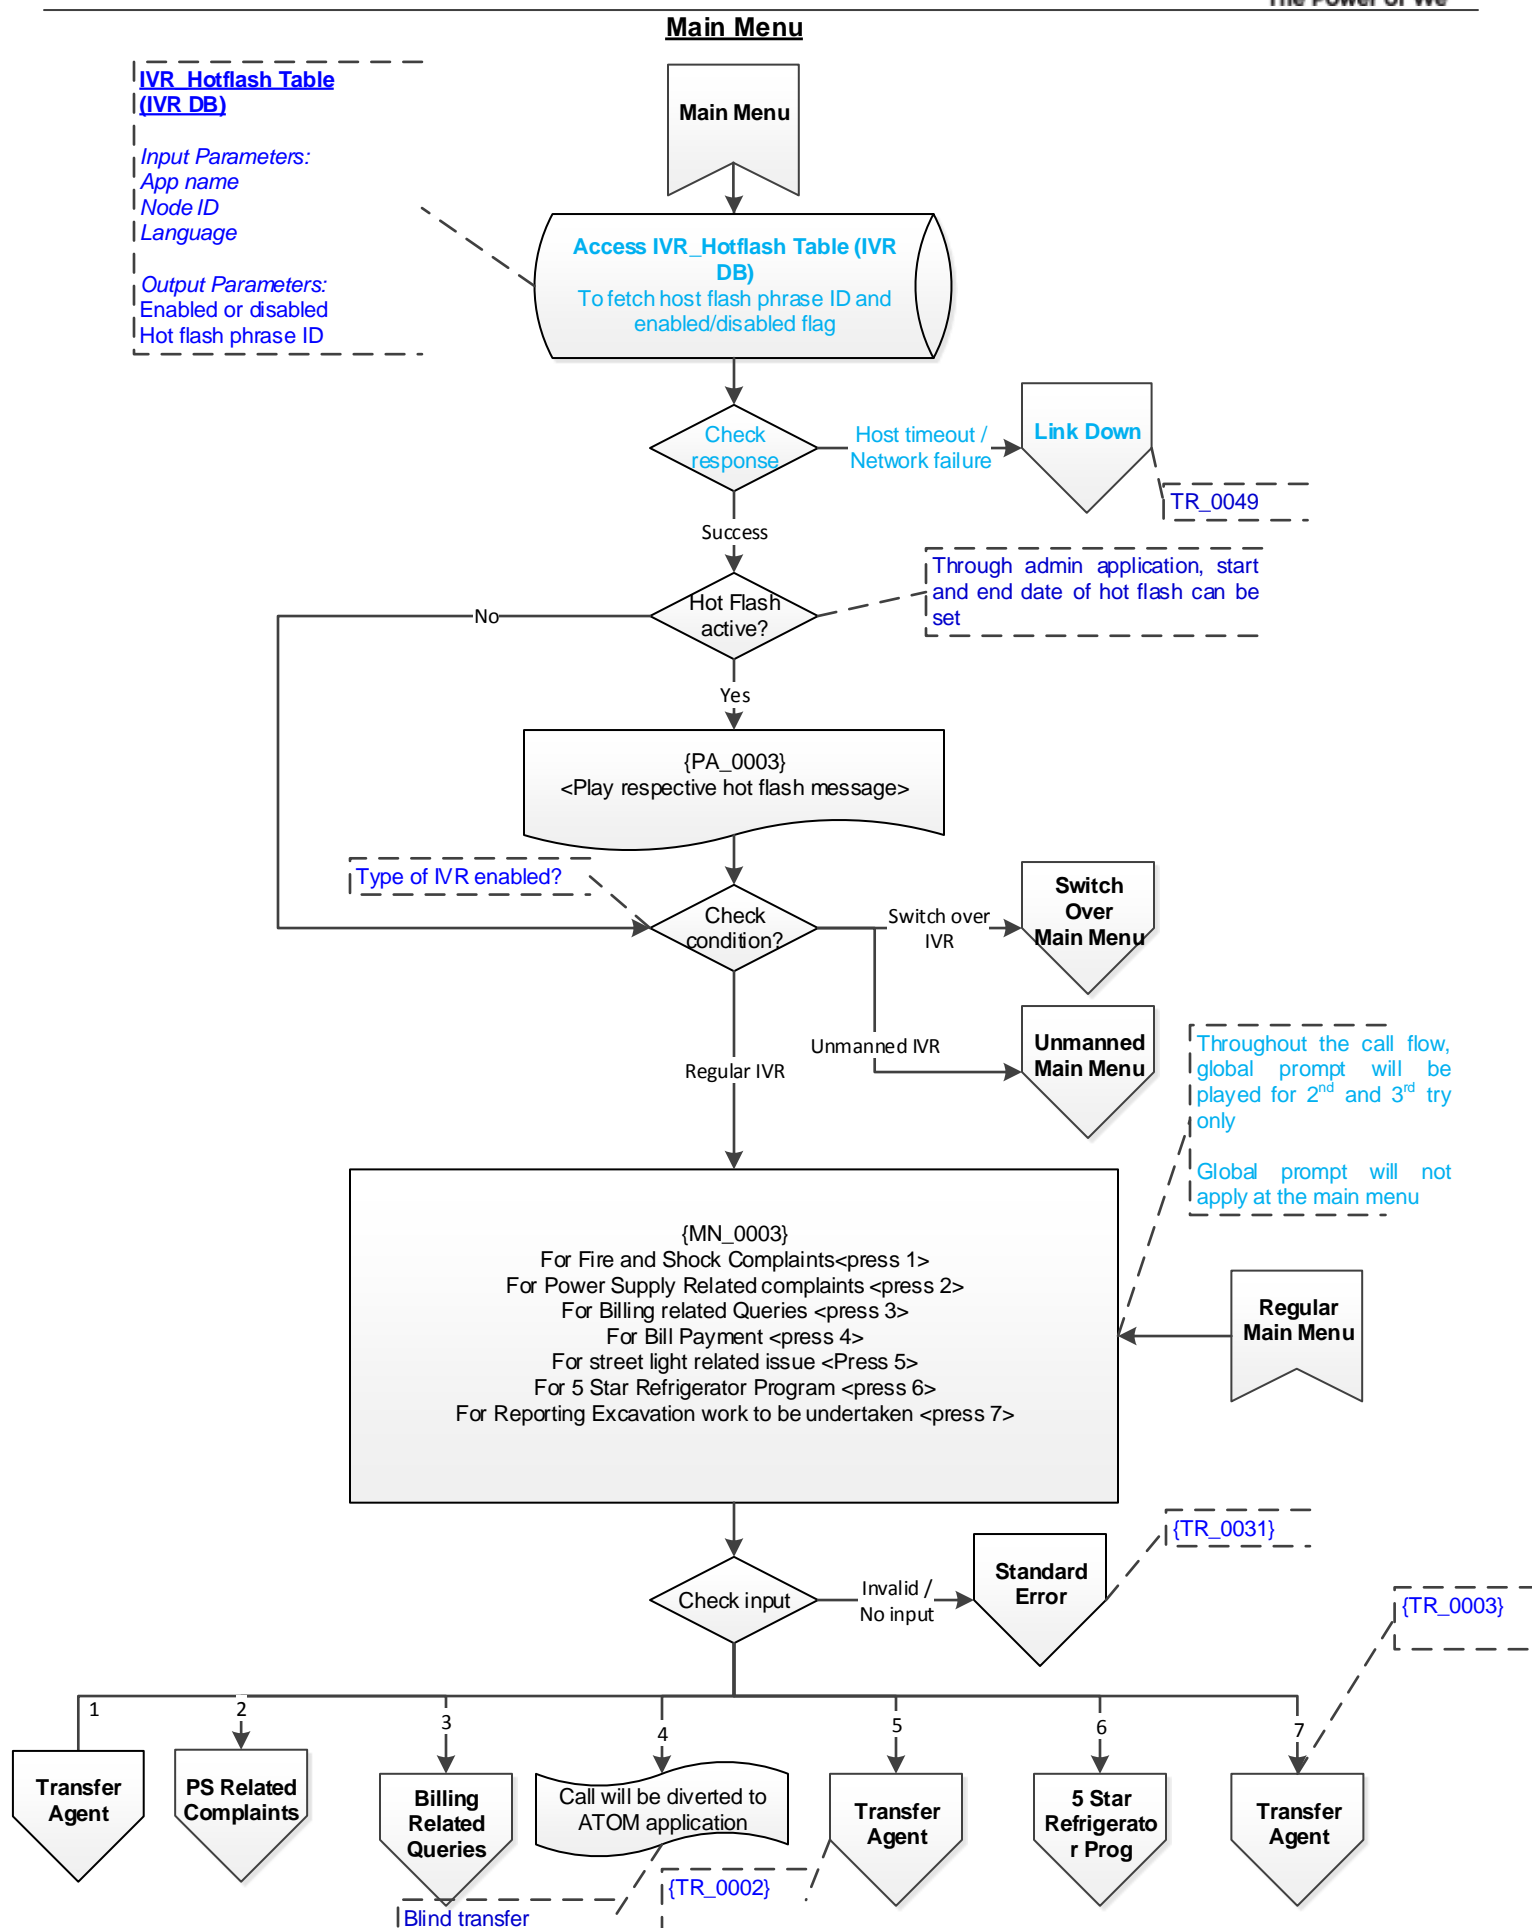 The Power of We
Main Menu
IVR_Hotflash Table
(IVR DB)
Input Parameters:
App name
Node ID
Language
Output Parameters:
Enabled or disabled
Hot flash phrase ID
Main Menu
Access IVR_Hotflash Table (IVR
DB)
To fetch host flash phrase ID and
enabled/disabled flag
Check
response
Host timeout /
Network failure
Link Down
TR_0049
Success
Hot Flash
active?
Through admin application, start
and end date of hot flash can be
set
No
Yes
{PA_0003}
<Play respective hot flash message>
Type of IVR enabled?
Check
condition?
Switch over
IVR
Switch
Over
Main Menu
Unmanned IVR
Unmanned
Main Menu
Regular IVR
Throughout the call flow,
global prompt will be
played for 2nd and 3rd try
only
Global prompt will not
apply at the main menu
{MN_0003}
For Fire and Shock Complaints<press 1>
For Power Supply Related complaints <press 2>
For Billing related Queries <press 3>
For Bill Payment <press 4>
For street light related issue <Press 5>
For 5 Star Refrigerator Program <press 6>
For Reporting Excavation work to be undertaken <press 7>
Regular
Main Menu
Check input
Invalid /
No input
Standard
Error
{TR_0031}
{TR_0003}
1
2
3
4
5
6
7
Transfer
Agent
PS Related
Complaints
Billing
Related
Queries
Call will be diverted to
ATOM application
Transfer
Agent
5 Star
Refrigerato
r Prog
Transfer
Agent
{TR_0002}
Blind transfer